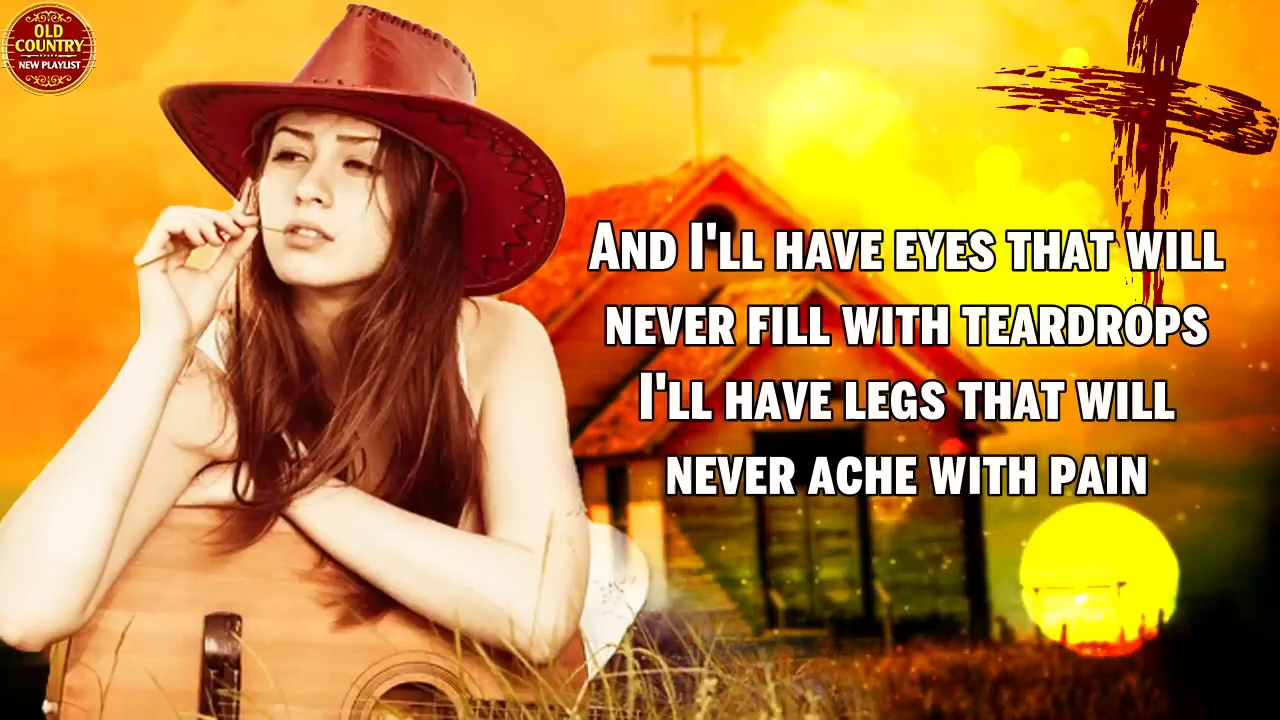 OLD
COUNTRY
NEW PLAYLIST
AND I'LL HAVE EYES THAT WILL
NEVER FILL WITH TEARDROPS
I'LL HAVE LEGS THAT WILL
NEVER ACHE WITH PAIN